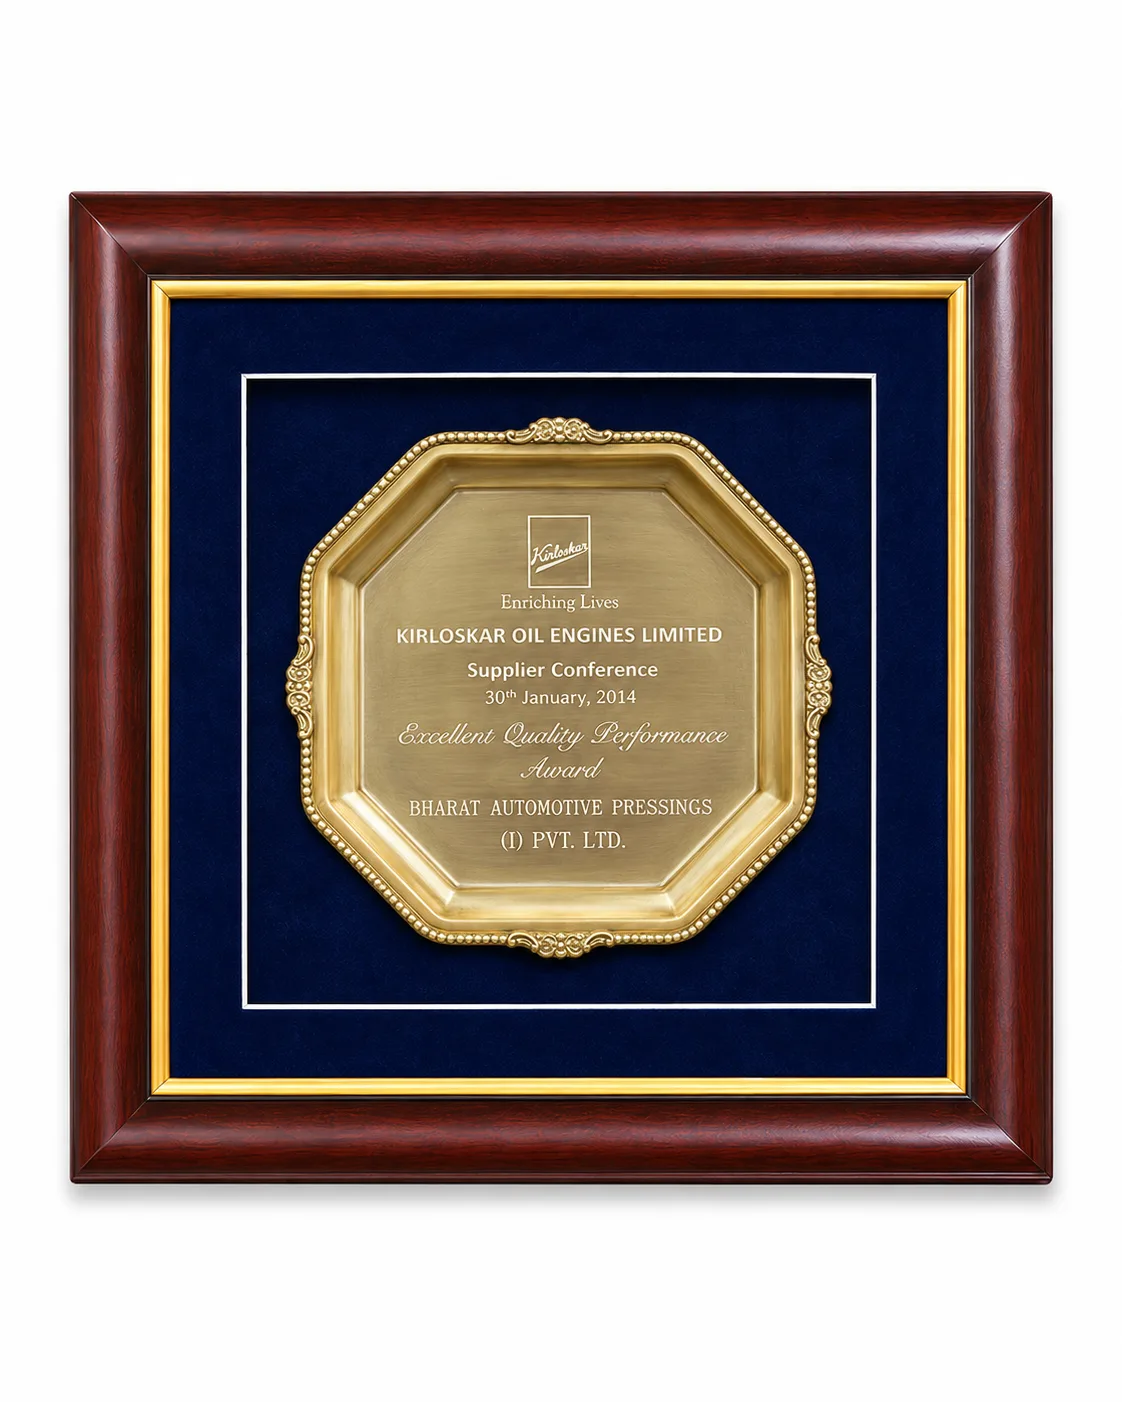 Kirloskar
Enriching Lives
KIRLOSKAR OIL ENGINES LIMITED
Supplier Conference
30th January, 2014
Excellent Quality Performance
Award
BHARAT AUTOMOTIVE PRESSINGS
(I) PVT. LTD.